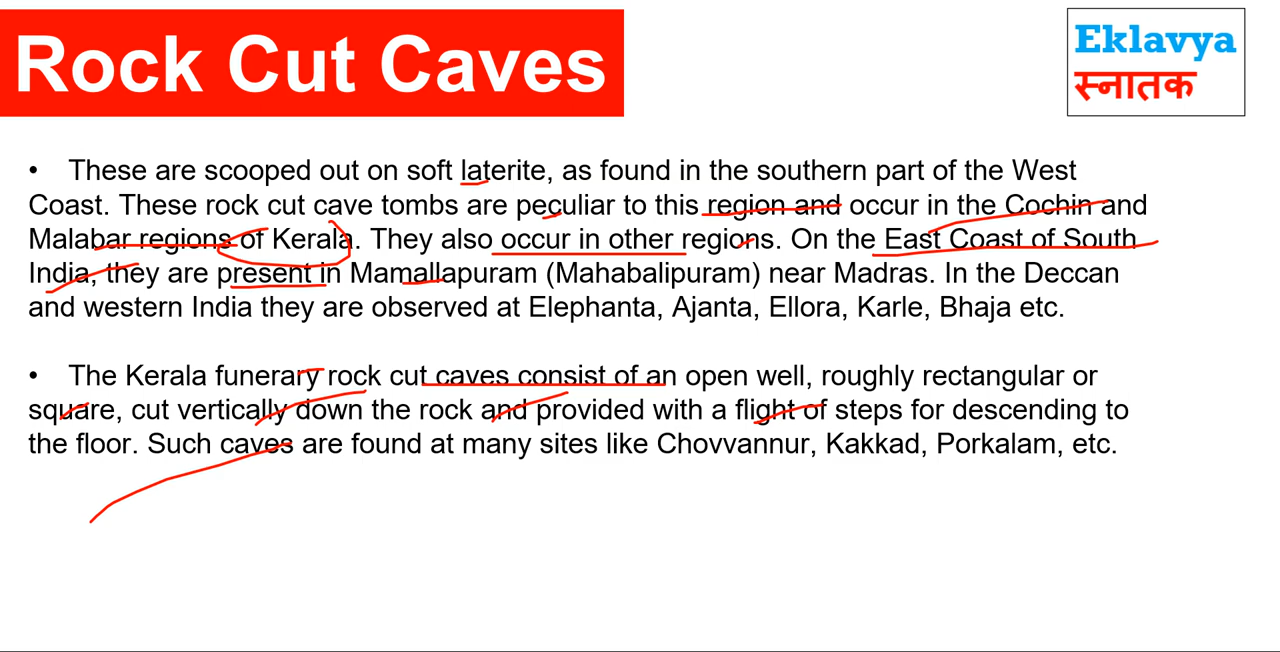 Rock Cut Caves
Eklavya
स्नातक
• These are scooped out on soft laterite, as found in the southern part of the West
Coast. These rock cut cave tombs are peculiar to this region and occur in the Cochin and
Malabar regions of Kerala. They also occur in other regions. On the East Coast of South
India, they are present in Mamallapuram (Mahabalipuram) near Madras. In the Deccan
and western India they are observed at Elephanta, Ajanta, Ellora, Karle, Bhaja etc.
• The Kerala funerary rock cut caves consist of an open well, roughly rectangular or
square, cut vertically down the rock and provided with a flight of steps for descending to
the floor. Such caves are found at many sites like Chovvannur, Kakkad, Porkalam, etc.